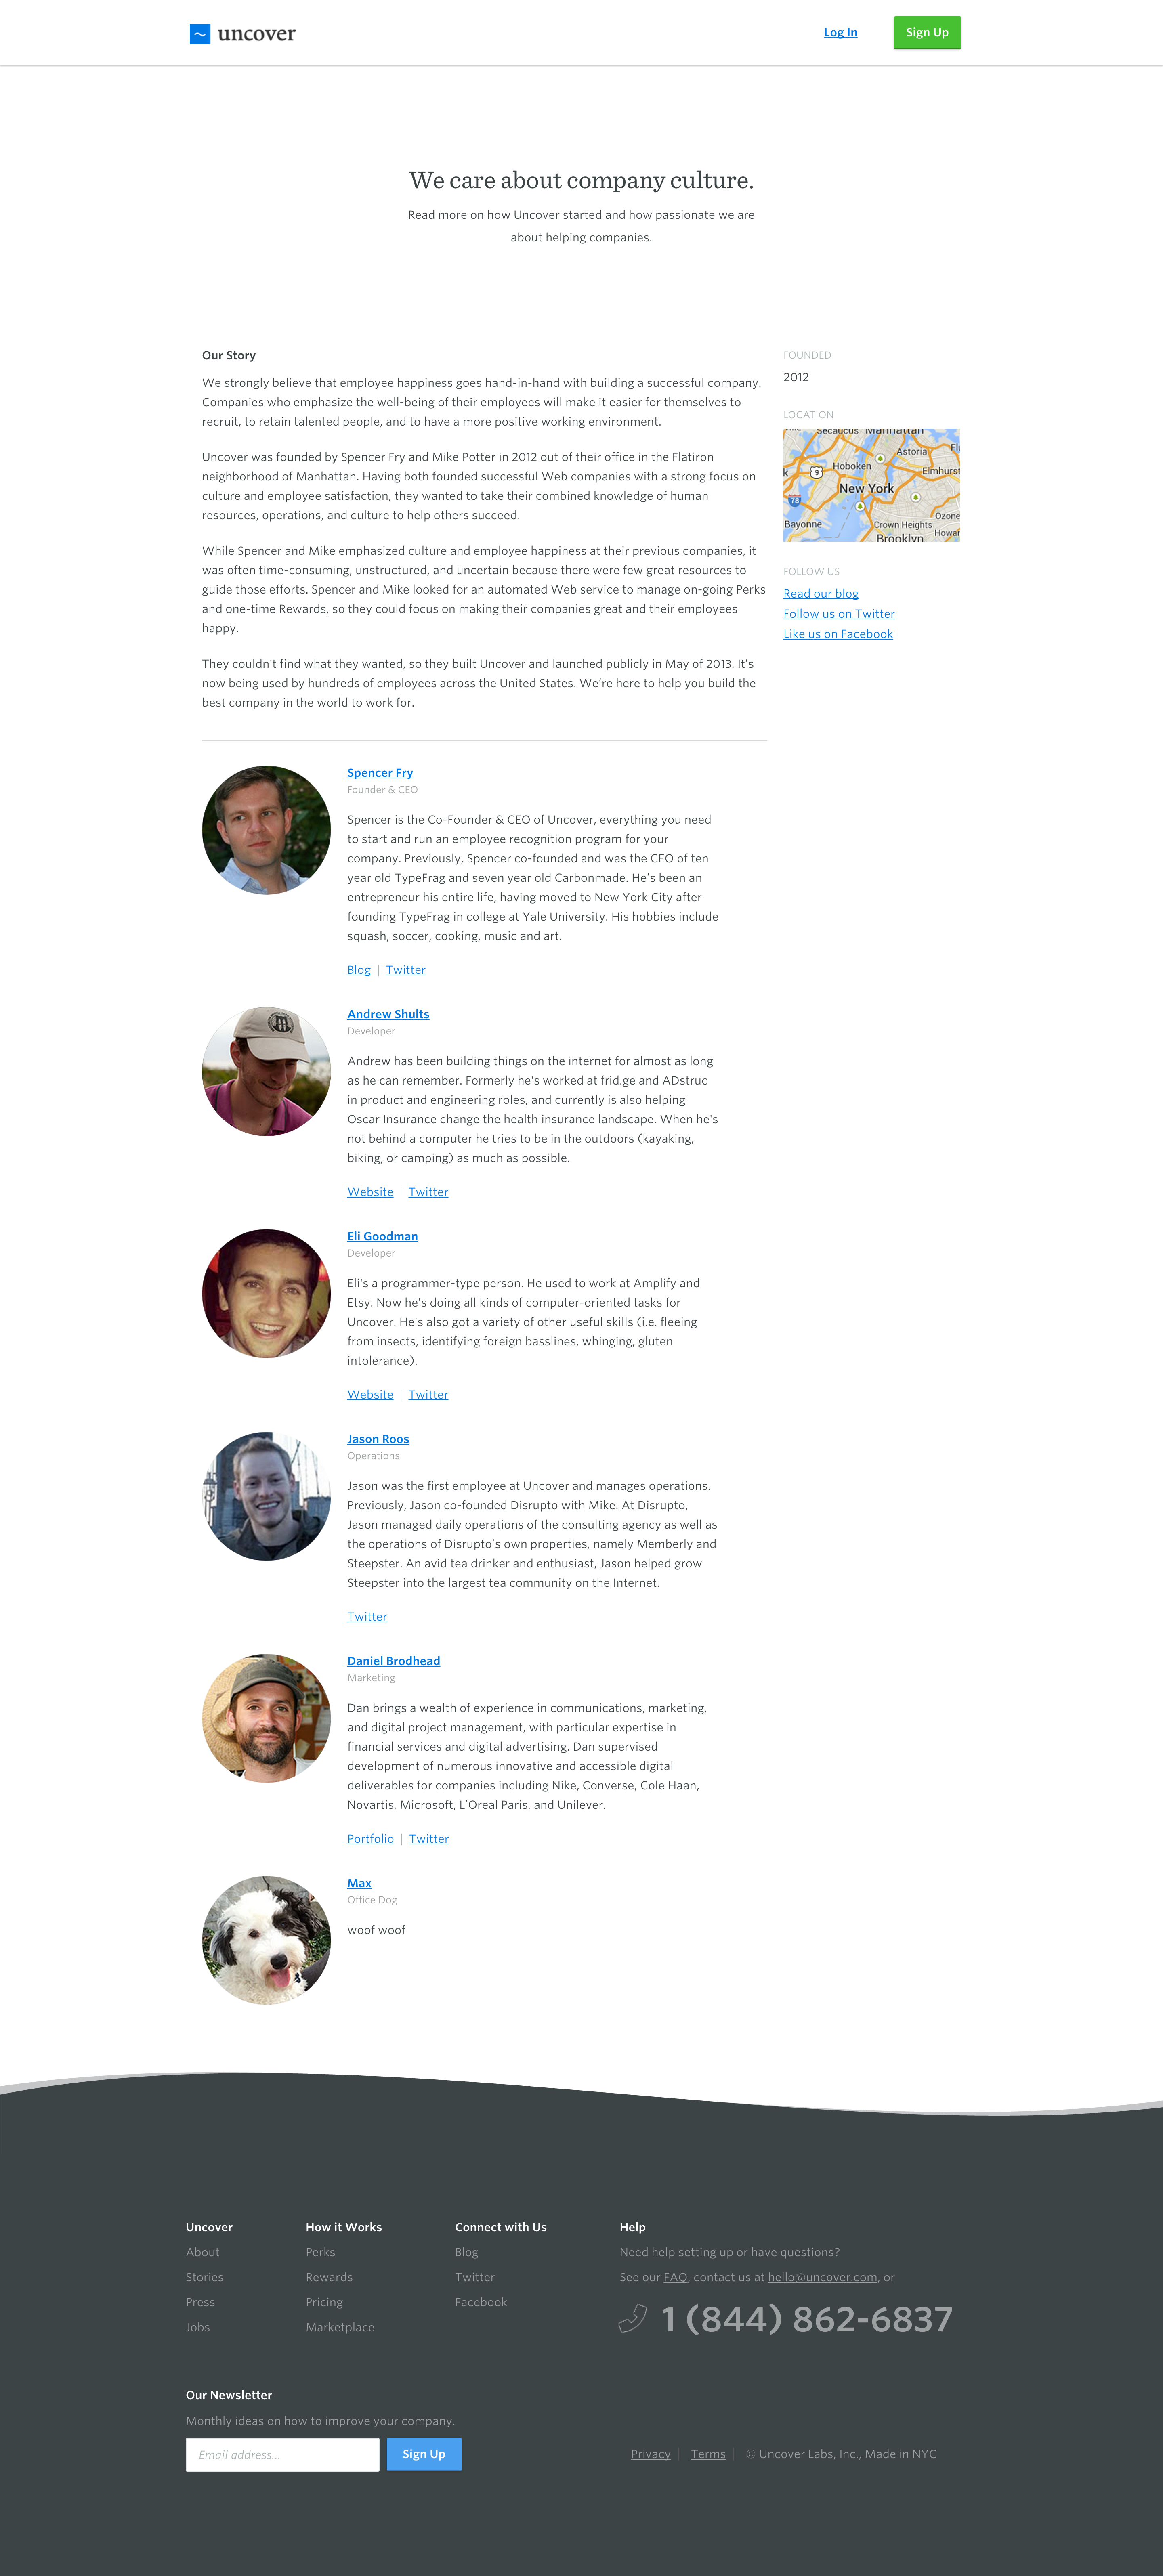 uncover
Log In
Sign Up
We care about company culture.
Read more on how Uncover started and how passionate we are
about helping companies.
Our Story
We strongly believe that employee happiness goes hand-in-hand with building a successful company.
Companies who emphasize the well-being of their employees will make it easier for themselves to
recruit, to retain talented people, and to have a more positive working environment.
Uncover was founded by Spencer Fry and Mike Potter in 2012 out of their office in the Flatiron
neighborhood of Manhattan. Having both founded successful Web companies with a strong focus on
culture and employee satisfaction, they wanted to take their combined knowledge of human
resources, operations, and culture to help others succeed.
While Spencer and Mike emphasized culture and employee happiness at their previous companies, it
was often time-consuming, unstructured, and uncertain because there were few great resources to
guide those efforts. Spencer and Mike looked for an automated Web service to manage on-going Perks
and one-time Rewards, so they could focus on making their companies great and their employees
happy.
They couldn't find what they wanted, so they built Uncover and launched publicly in May of 2013. It’s
now being used by hundreds of employees across the United States. We’re here to help you build the
best company in the world to work for.
FOUNDED
2012
LOCATION
Secaucus Manhattan
Astoria
Hoboken
Elmhurst
9
New York
78
Ozone
Bayonne
Crown Heights
Howar
Brooklyn
FOLLOW US
Read our blog
Follow us on Twitter
Like us on Facebook
Spencer Fry
Founder & CEO
Spencer is the Co-Founder & CEO of Uncover, everything you need
to start and run an employee recognition program for your
company. Previously, Spencer co-founded and was the CEO of ten
year old TypeFrag and seven year old Carbonmade. He’s been an
entrepreneur his entire life, having moved to New York City after
founding TypeFrag in college at Yale University. His hobbies include
squash, soccer, cooking, music and art.
Blog | Twitter
Andrew Shults
Developer
Andrew has been building things on the internet for almost as long
as he can remember. Formerly he's worked at frid.ge and ADstruc
in product and engineering roles, and currently is also helping
Oscar Insurance change the health insurance landscape. When he's
not behind a computer he tries to be in the outdoors (kayaking,
biking, or camping) as much as possible.
Website | Twitter
Eli Goodman
Developer
Eli's a programmer-type person. He used to work at Amplify and
Etsy. Now he's doing all kinds of computer-oriented tasks for
Uncover. He's also got a variety of other useful skills (i.e. fleeing
from insects, identifying foreign basslines, whinging, gluten
intolerance).
Website | Twitter
Jason Roos
Operations
Jason was the first employee at Uncover and manages operations.
Previously, Jason co-founded Disrupto with Mike. At Disrupto,
Jason managed daily operations of the consulting agency as well as
the operations of Disrupto’s own properties, namely Memberly and
Steepster. An avid tea drinker and enthusiast, Jason helped grow
Steepster into the largest tea community on the Internet.
Twitter
Daniel Brodhead
Marketing
Dan brings a wealth of experience in communications, marketing,
and digital project management, with particular expertise in
financial services and digital advertising. Dan supervised
development of numerous innovative and accessible digital
deliverables for companies including Nike, Converse, Cole Haan,
Novartis, Microsoft, L’Oreal Paris, and Unilever.
Portfolio | Twitter
Max
Office Dog
woof woof
Uncover
About
Stories
Press
Jobs
How it Works
Perks
Rewards
Pricing
Marketplace
Connect with Us
Blog
Twitter
Facebook
Help
Need help setting up or have questions?
See our FAQ, contact us at hello@uncover.com, or
1 (844) 862-6837
Our Newsletter
Monthly ideas on how to improve your company.
Email address...
Sign Up
Privacy | Terms | © Uncover Labs, Inc., Made in NYC